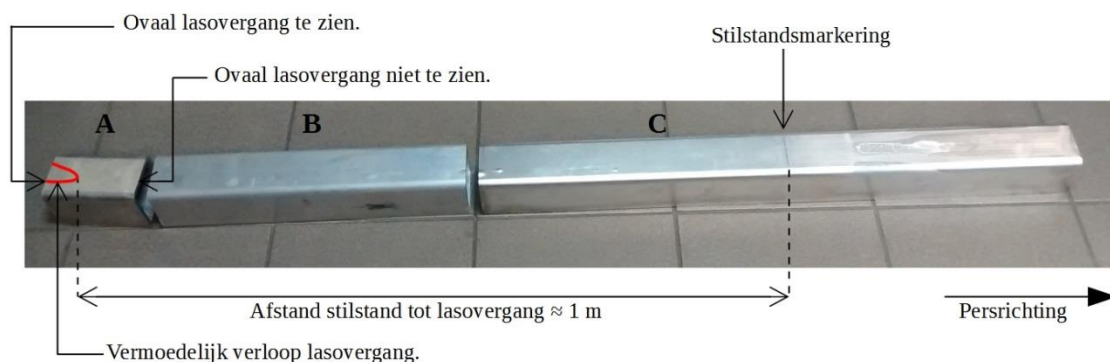 Ovaal lasovergang te zien.
Stilstandsmarkering
Ovaal lasovergang niet te zien.
A
B
C
Afstand stilstand tot lasovergang ≈ 1 m
Persrichting
Vermoedelijk verloop lasovergang.